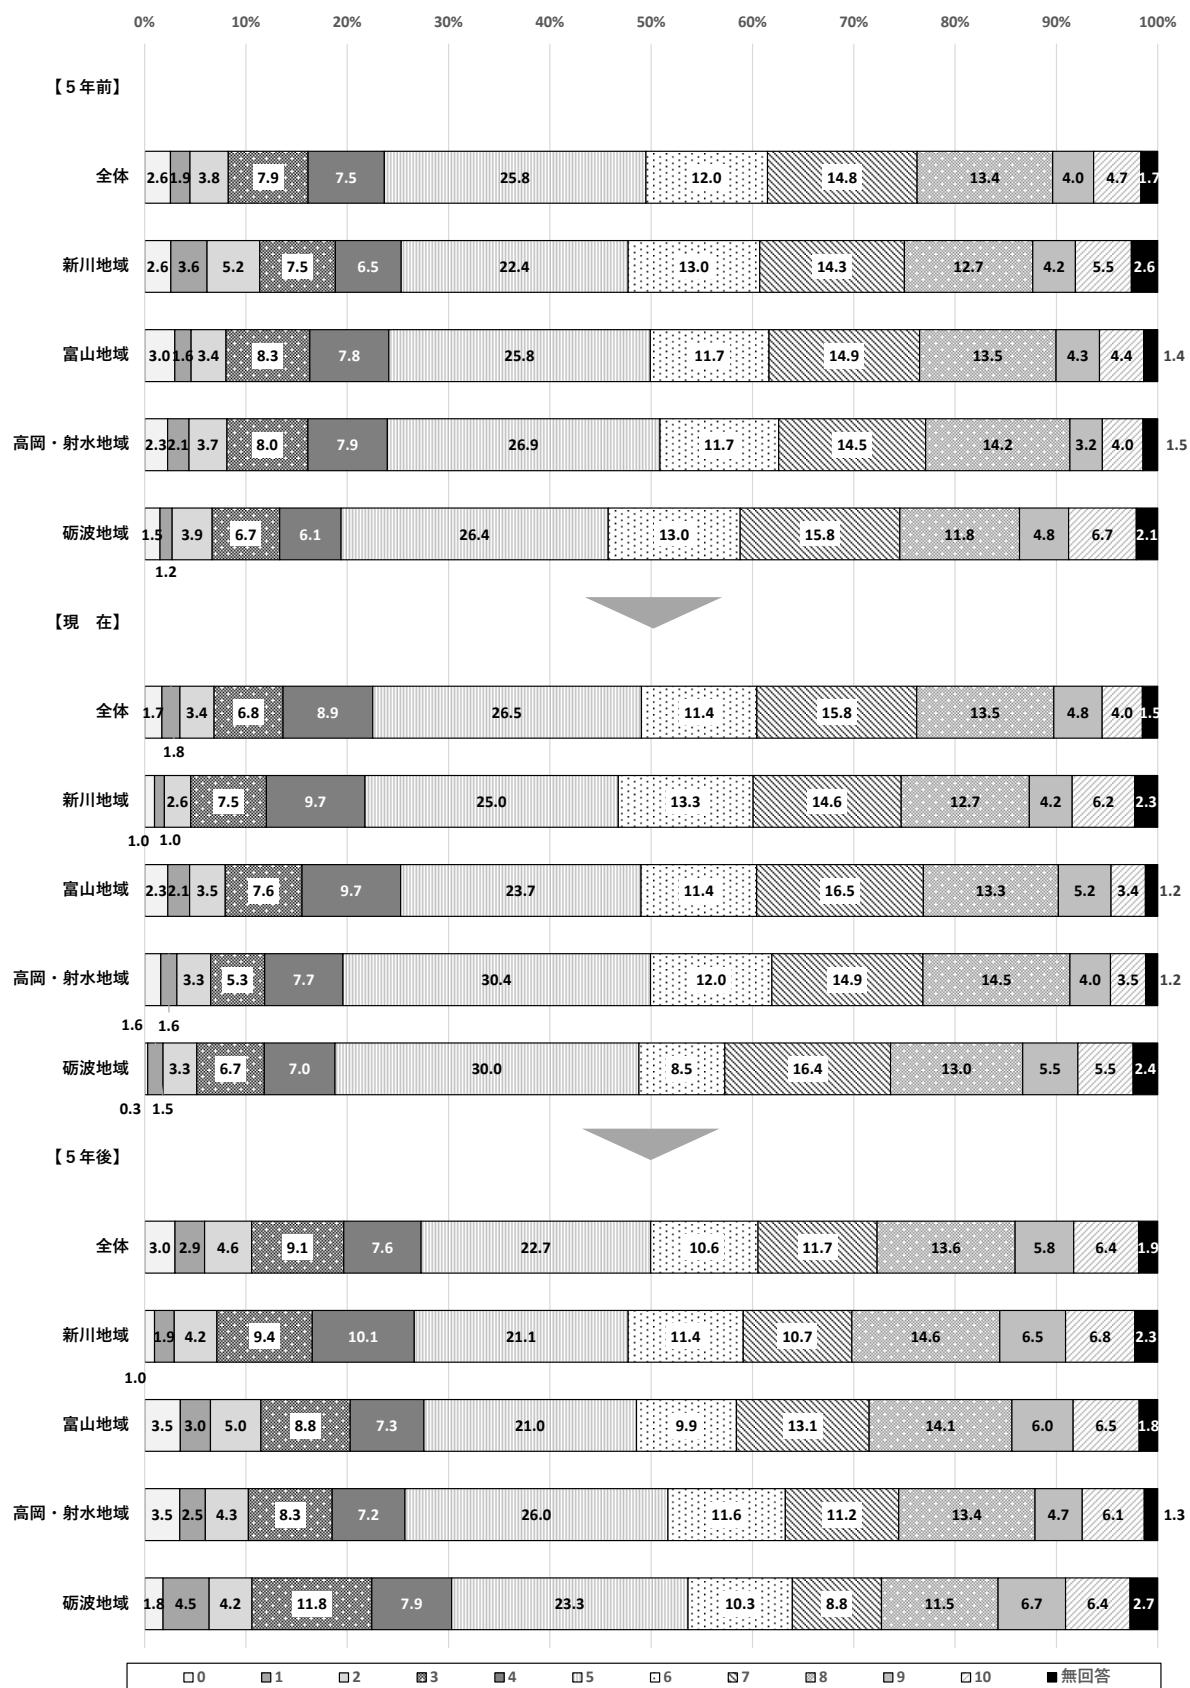 0% 10% 20% 30% 40% 50% 60% 70% 80% 90% 100%
【５年前】
全体 2.6 1.9 3.8 7.9 7.5 25.8 12.0 14.8 13.4 4.0 4.7 1.7
新川地域 2.6 3.6 5.2 7.5 6.5 22.4 13.0 14.3 12.7 4.2 5.5 2.6
富山地域 3.0 1.6 3.4 8.3 7.8 25.8 11.7 14.9 13.5 4.3 4.4 1.4
高岡・射水地域 2.3 2.1 3.7 8.0 7.9 26.9 11.7 14.5 14.2 3.2 4.0 1.5
砺波地域 1.5 3.9 6.7 6.1 26.4 13.0 15.8 11.8 4.8 6.7 2.1
1.2
【現　在】
全体 1.7 3.4 6.8 8.9 26.5 11.4 15.8 13.5 4.8 4.0 1.5
1.8
新川地域 2.6 7.5 9.7 25.0 13.3 14.6 12.7 4.2 6.2 2.3
1.0 1.0
富山地域 2.3 2.1 3.5 7.6 9.7 23.7 11.4 16.5 13.3 5.2 3.4 1.2
高岡・射水地域 3.3 5.3 7.7 30.4 12.0 14.9 14.5 4.0 3.5 1.2
1.6 1.6
砺波地域 3.3 6.7 7.0 30.0 8.5 16.4 13.0 5.5 5.5 2.4
0.3 1.5
【５年後】
全体 3.0 2.9 4.6 9.1 7.6 22.7 10.6 11.7 13.6 5.8 6.4 1.9
新川地域 1.9 4.2 9.4 10.1 21.1 11.4 10.7 14.6 6.5 6.8 2.3
1.0
富山地域 3.5 3.0 5.0 8.8 7.3 21.0 9.9 13.1 14.1 6.0 6.5 1.8
高岡・射水地域 3.5 2.5 4.3 8.3 7.2 26.0 11.6 11.2 13.4 4.7 6.1 1.3
砺波地域 1.8 4.5 4.2 11.8 7.9 23.3 10.3 8.8 11.5 6.7 6.4 2.7
0 1 2 3 4 5 6 7 8 9 10 無回答